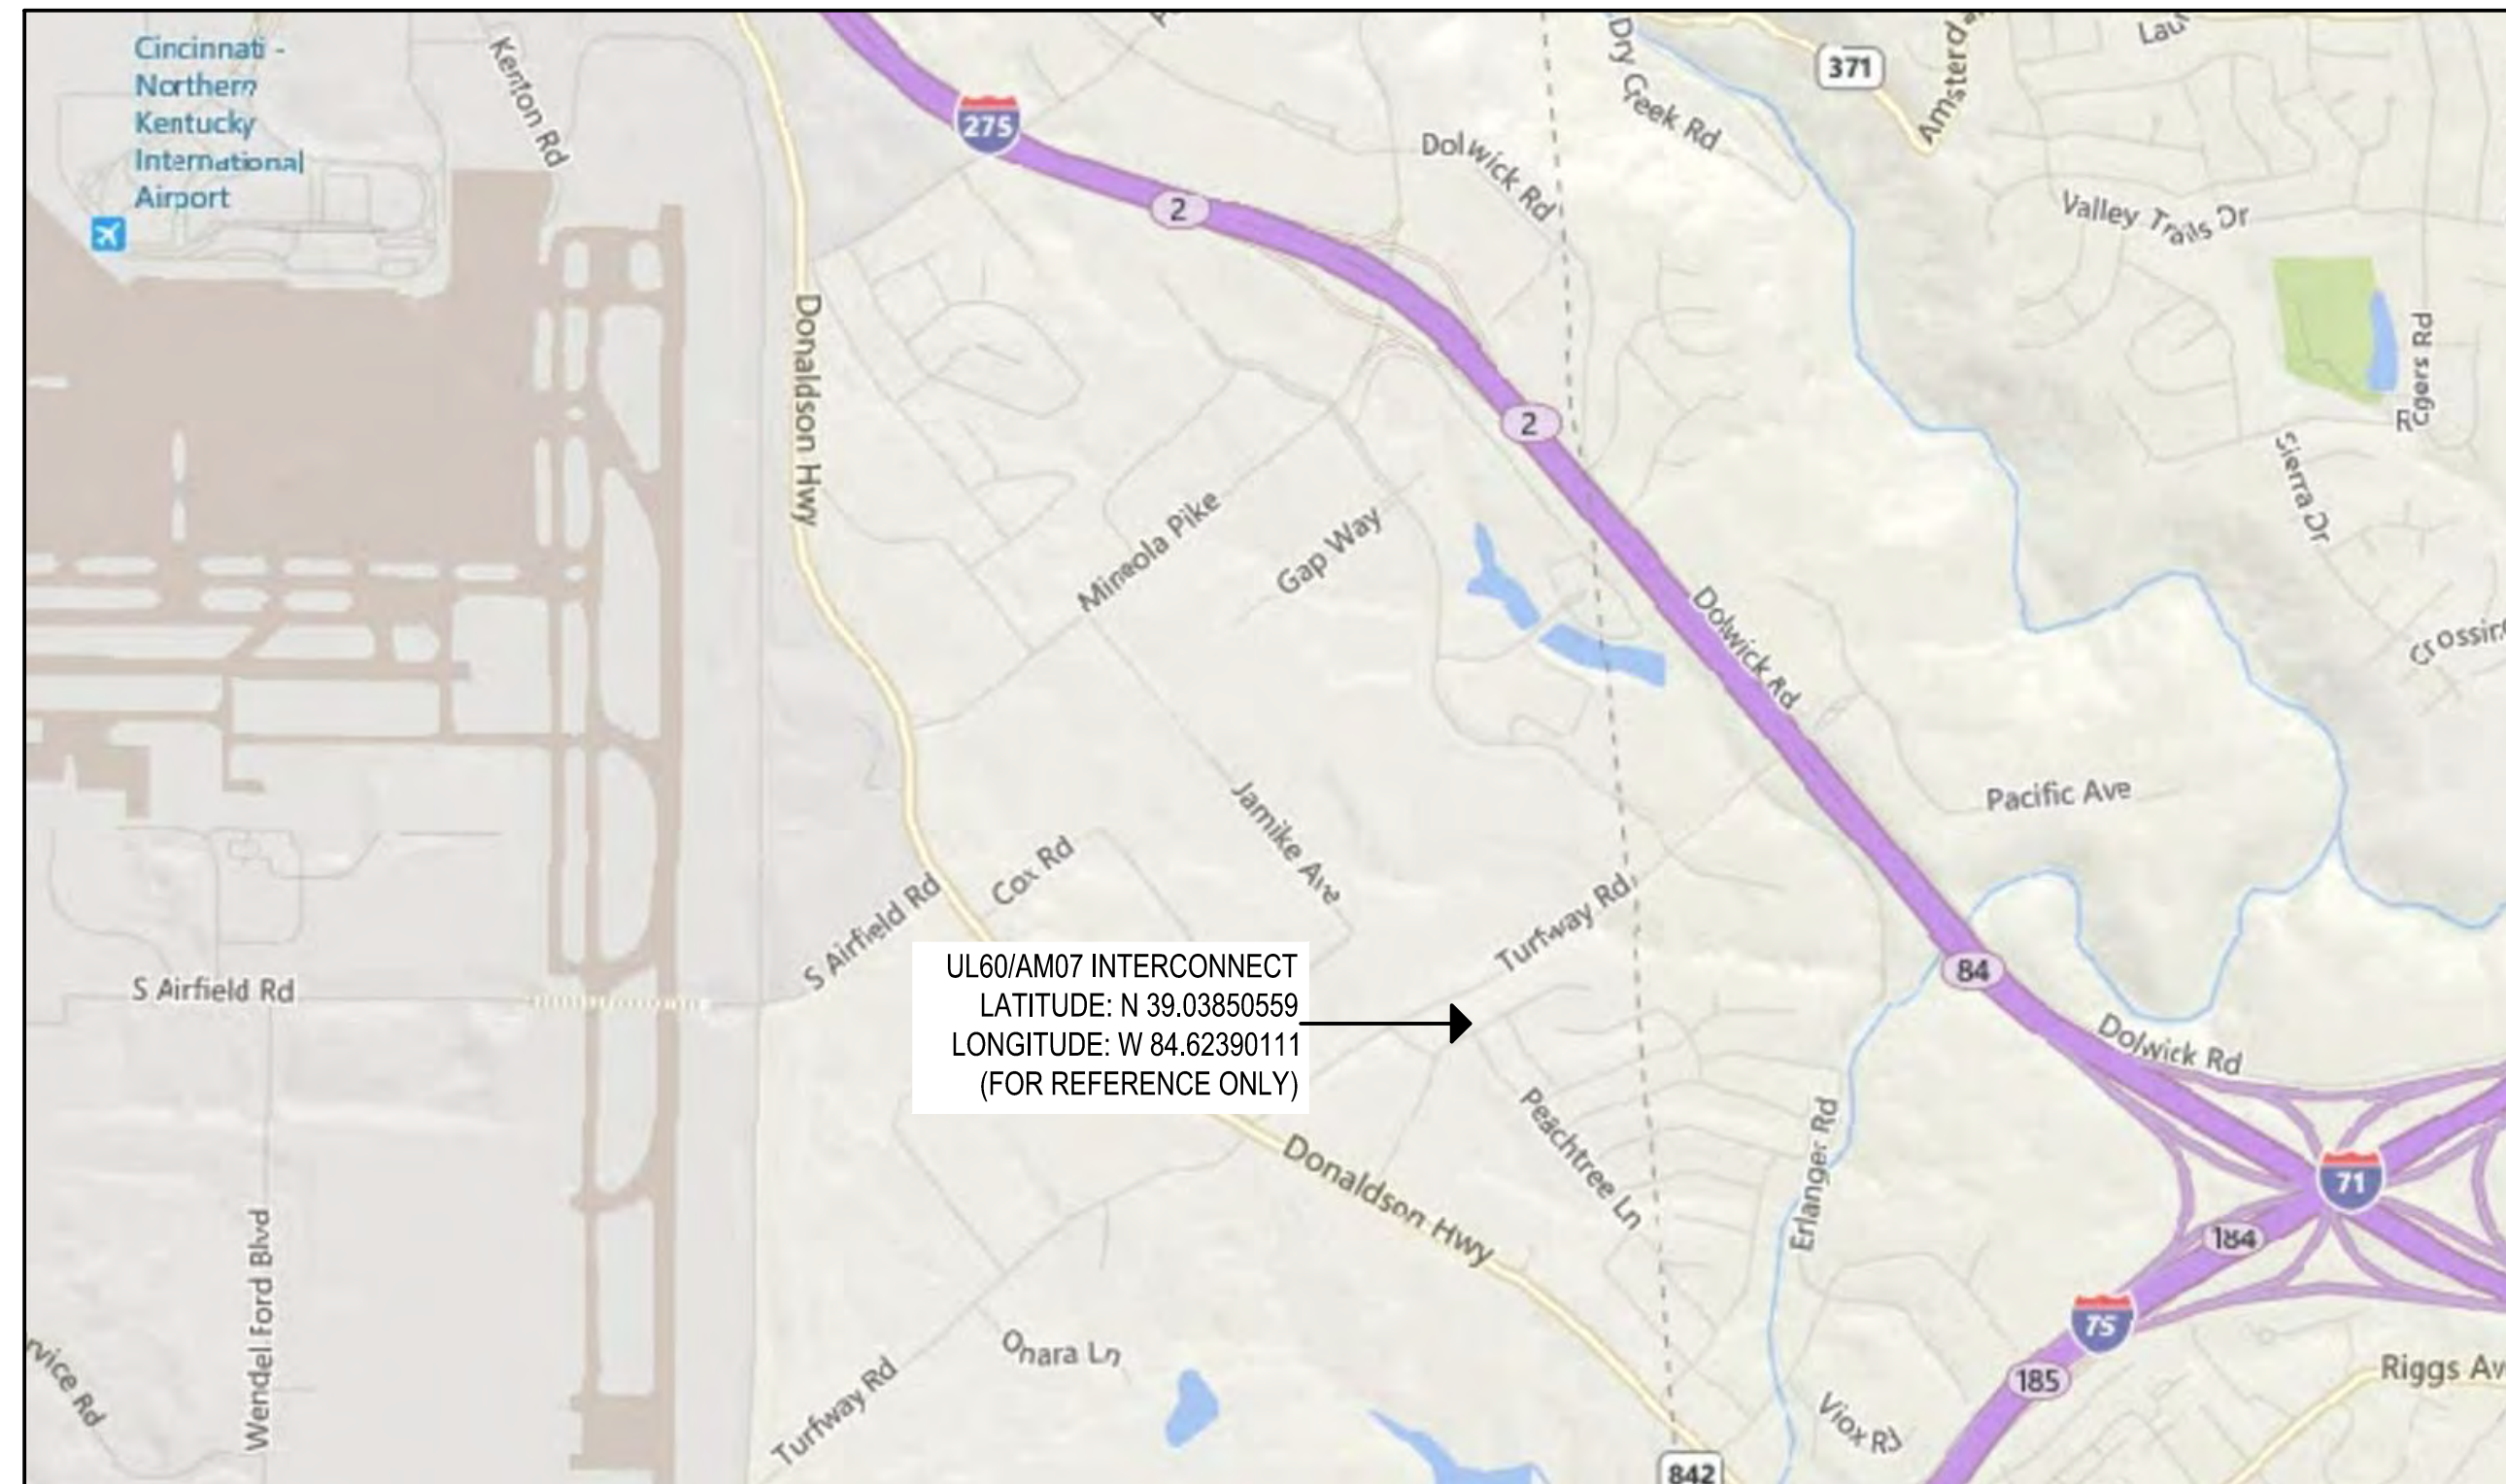 Cincinnati -
Northern
Kentucky
International
Airport
Kenton Rd
275
2
Dolwick Rd
Dry Creek Rd
371
Valley Trails Dr
Rogers Rd
Sierra Dr
Donaldson Hwy
2
Mineola Pike
Gap Way
Dolwick Rd
Pacific Ave
Jamike Ave
Cox Rd
S Airfield Rd
Turfway Rd
84
S Airfield Rd
UL60/AM07 INTERCONNECT
LATITUDE: N 39.03850559
LONGITUDE: W 84.62390111
(FOR REFERENCE ONLY)
Dolwick Rd
Peachtree Ln
Erlanger Rd
Donaldson Hwy
71
184
75
185
Wendel Ford Blvd
Onara Ln
Turfway Rd
Viox Rd
Riggs Av
rvice Rd
842